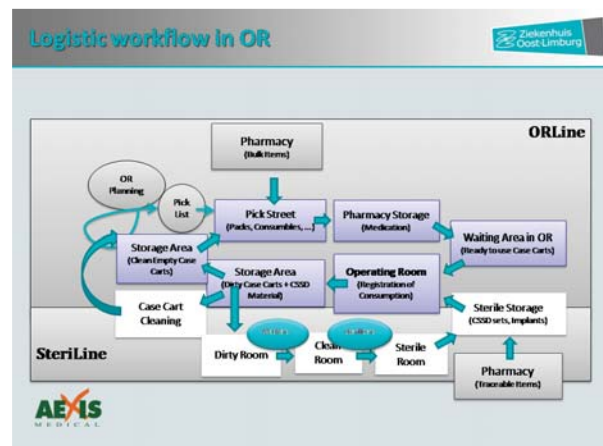 Logistic workflow in OR
Ziekenhuis
Oost-Limburg
ORLine
Pharmacy
(Bulk Items)
OR
Planning
Pick
List
Pick Street
(Packs, Consumbles, ...)
Pharmacy Storage
(Medication)
Waiting Area in OR
(Ready to use Case Carts)
Storage Area
(Clean Empty Case
Carts)
Storage Area
(Dirty Case Carts + CSSD
Material)
Operating Room
(Registration of
Consumption)
Case Cart
Cleaning
Sterile Storage
(CSSD sets, Implants)
SteriLine
Dirty Room
Clean
Room
Sterile
Room
Pharmacy
(Traceable Items)
AEXIS
MEDICAL